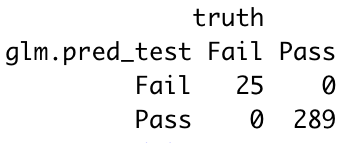 truth
glm.pred_test Fail Pass
Fail 25 0
Pass 0 289